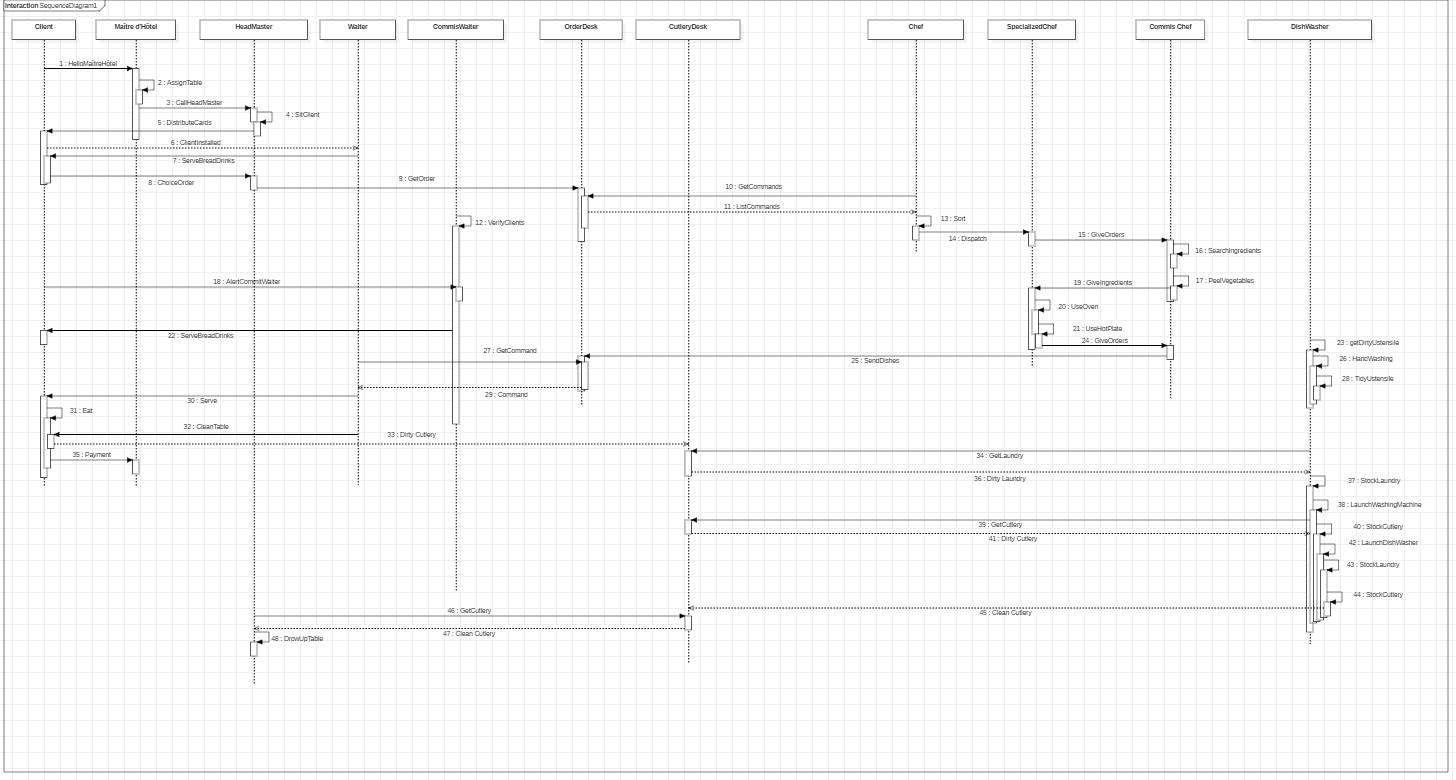 Interaction SequenceDiagram1
Client
Maître d'Hôtel
HeadMaster
Waiter
CommisWaiter
OrderDesk
CutleryDesk
Chef
SpecializedChef
Commis Chef
DishWasher
1 : HelloMaitreHôtel
2 : AssignTable
3 : CallHeadMaster
4 : SitClient
5 : DistributeCards
6 : ClientInstalled
7 : ServeBreadDrinks
8 : ChoiceOrder
9 : GetOrder
10 : GetCommands
11 : ListCommands
12 : VerifyClients
13 : Sort
14 : Dispatch
15 : GiveOrders
16 : SearchIngredients
17 : PeelVegetables
18 : AlertCommitWaiter
19 : GiveIngredients
20 : UseOven
21 : UseHotPlate
22 : ServeBreadDrinks
23 : getDirtyUstensile
24 : GiveOrders
25 : SendDishes
26 : HandWashing
27 : GetCommand
28 : TidyUstensile
29 : Command
30 : Serve
31 : Eat
32 : CleanTable
33 : Dirty Cutlery
34 : GetLaundry
35 : Payment
36 : Dirty Laundry
37 : StockLaundry
38 : LaunchWashingMachine
39 : GetCutlery
40 : StockCutlery
41 : Dirty Cutlery
42 : LaunchDishWasher
43 : StockLaundry
44 : StockCutlery
45 : Clean Cutlery
46 : GetCutlery
47 : Clean Cutlery
48 : DrowUpTable